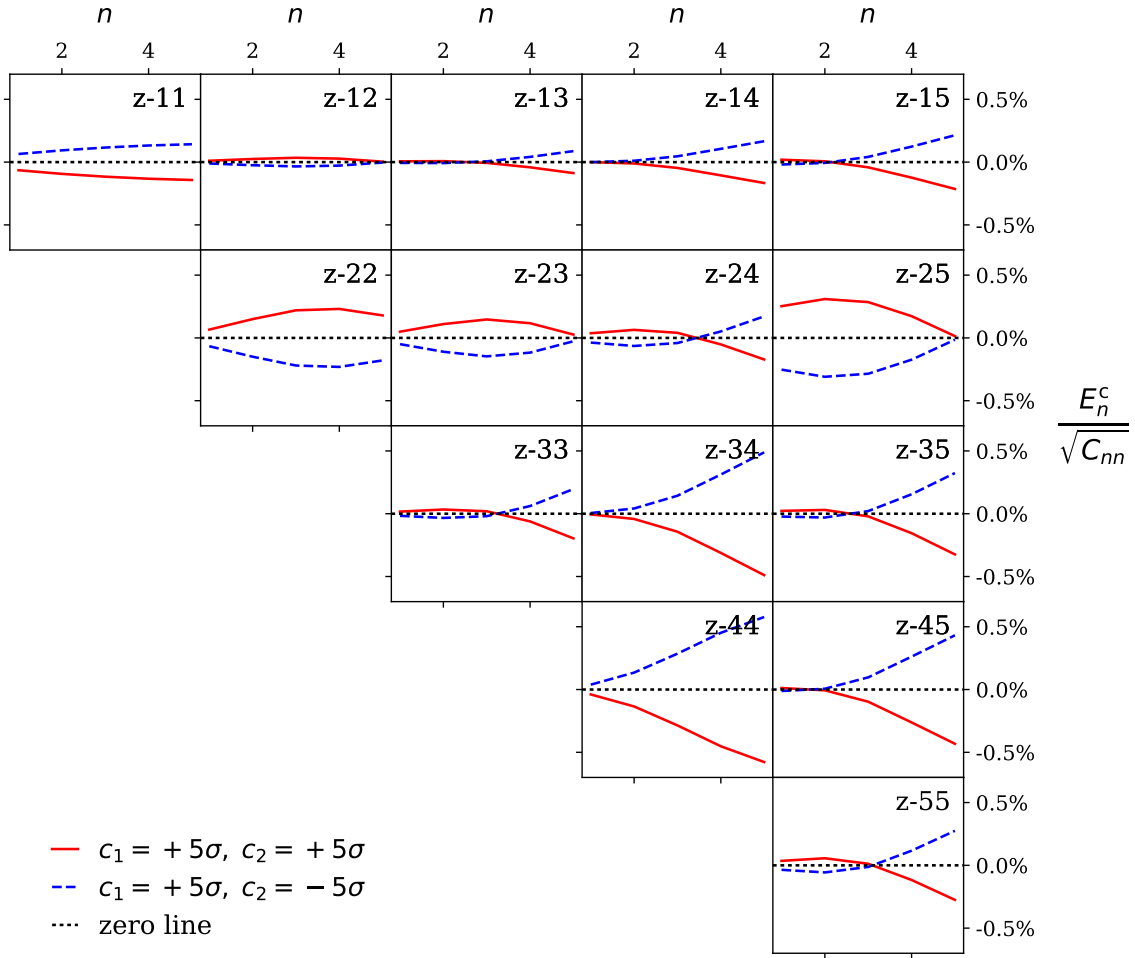 n n n n n
2 4 2 4 2 4 2 4 2 4
z-11 z-12 z-13 z-14 z-15 0.5%
0.0%
-0.5%
z-22 z-23 z-24 z-25 0.5%
0.0%
-0.5%
E_n^c / √C_nn
z-33 z-34 z-35 0.5%
0.0%
-0.5%
z-44 z-45 0.5%
0.0%
-0.5%
z-55 0.5%
0.0%
-0.5%
c₁ = +5σ, c₂ = +5σ
c₁ = +5σ, c₂ = −5σ
zero line